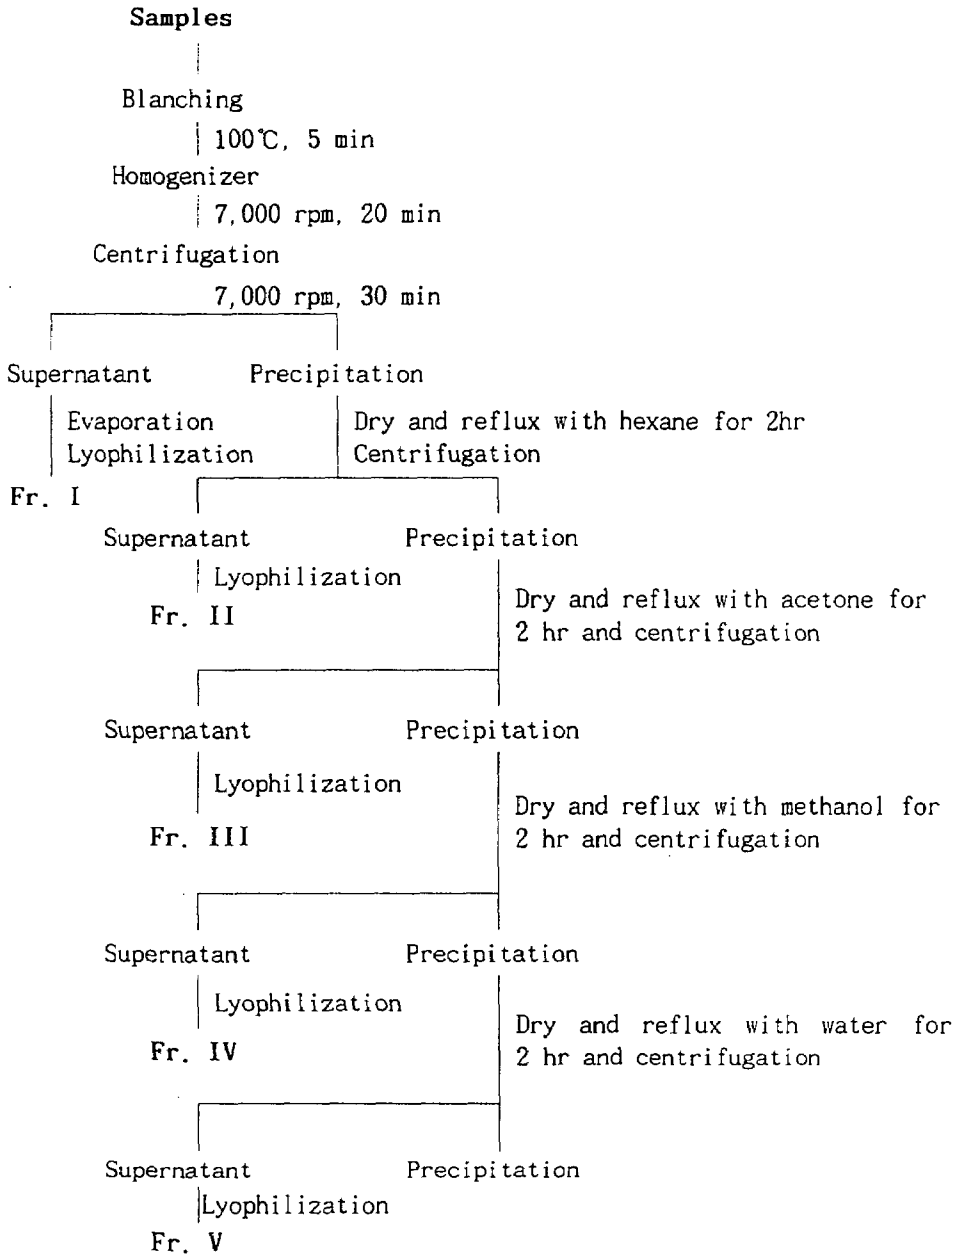 Samples
Blanching
100℃, 5 min
Homogenizer
7,000 rpm, 20 min
Centrifugation
7,000 rpm, 30 min
Supernatant Precipitation
Evaporation Dry and reflux with hexane for 2hr
Lyophilization Centrifugation
Fr. I
Supernatant Precipitation
Lyophilization
Dry and reflux with acetone for
Fr. II
2 hr and centrifugation
Supernatant Precipitation
Lyophilization
Dry and reflux with methanol for
Fr. III 2 hr and centrifugation
Supernatant Precipitation
Lyophilization
Dry and reflux with water for
Fr. IV 2 hr and centrifugation
Supernatant Precipitation
Lyophilization
Fr. V